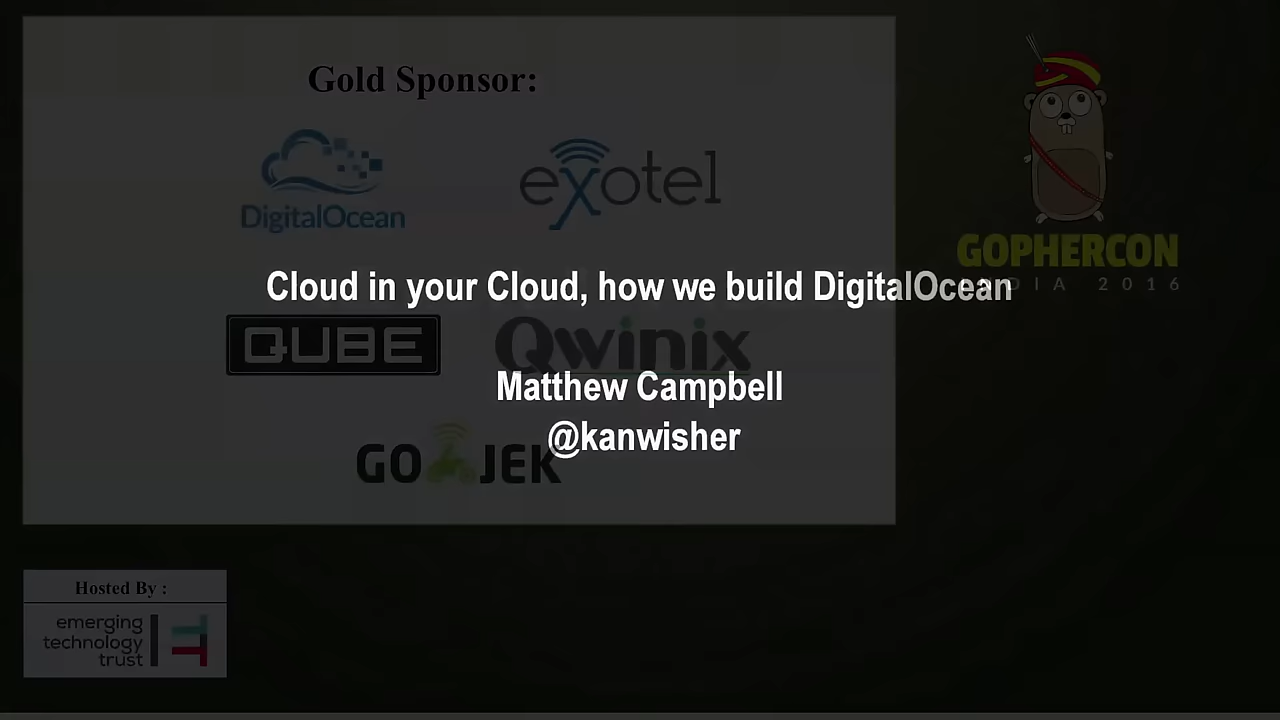 Gold Sponsor:
DigitalOcean
exotel
GOPHERCON
INDIA 2016
Cloud in your Cloud, how we build DigitalOcean
QUBE
Qwinix
Matthew Campbell
@kanwisher
GO JEK
Hosted By :
emerging
technology
trust